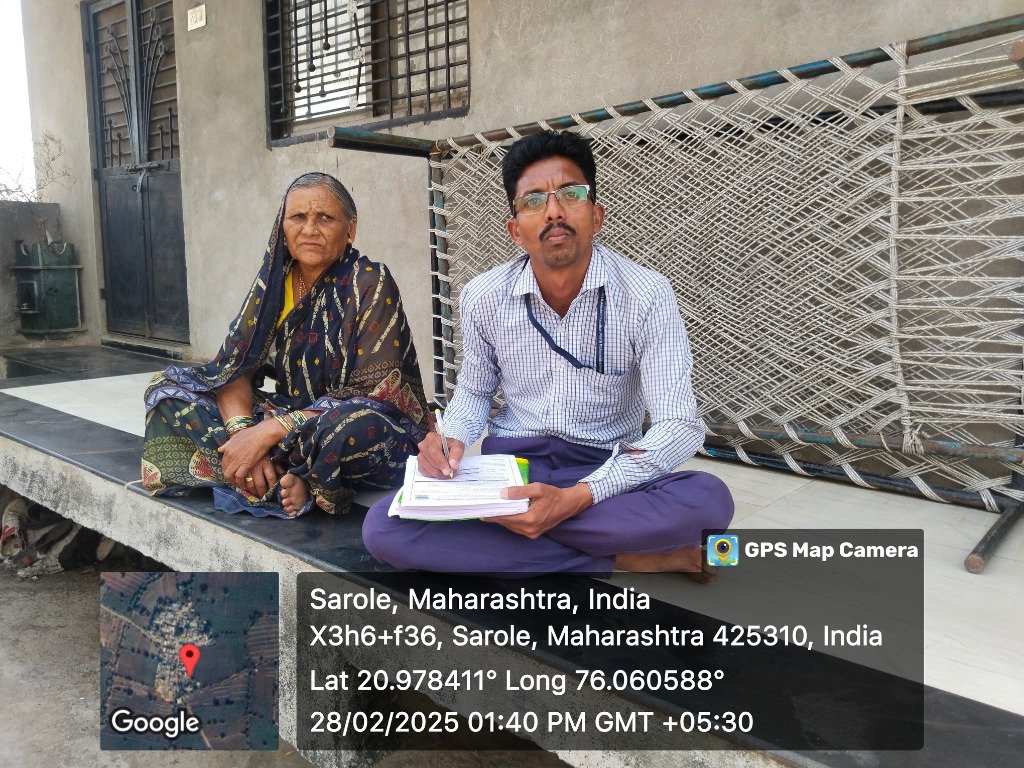 GPS Map Camera
Sarole, Maharashtra, India
X3h6+f36, Sarole, Maharashtra 425310, India
Lat 20.978411° Long 76.060588°
28/02/2025 01:40 PM GMT +05:30
Google